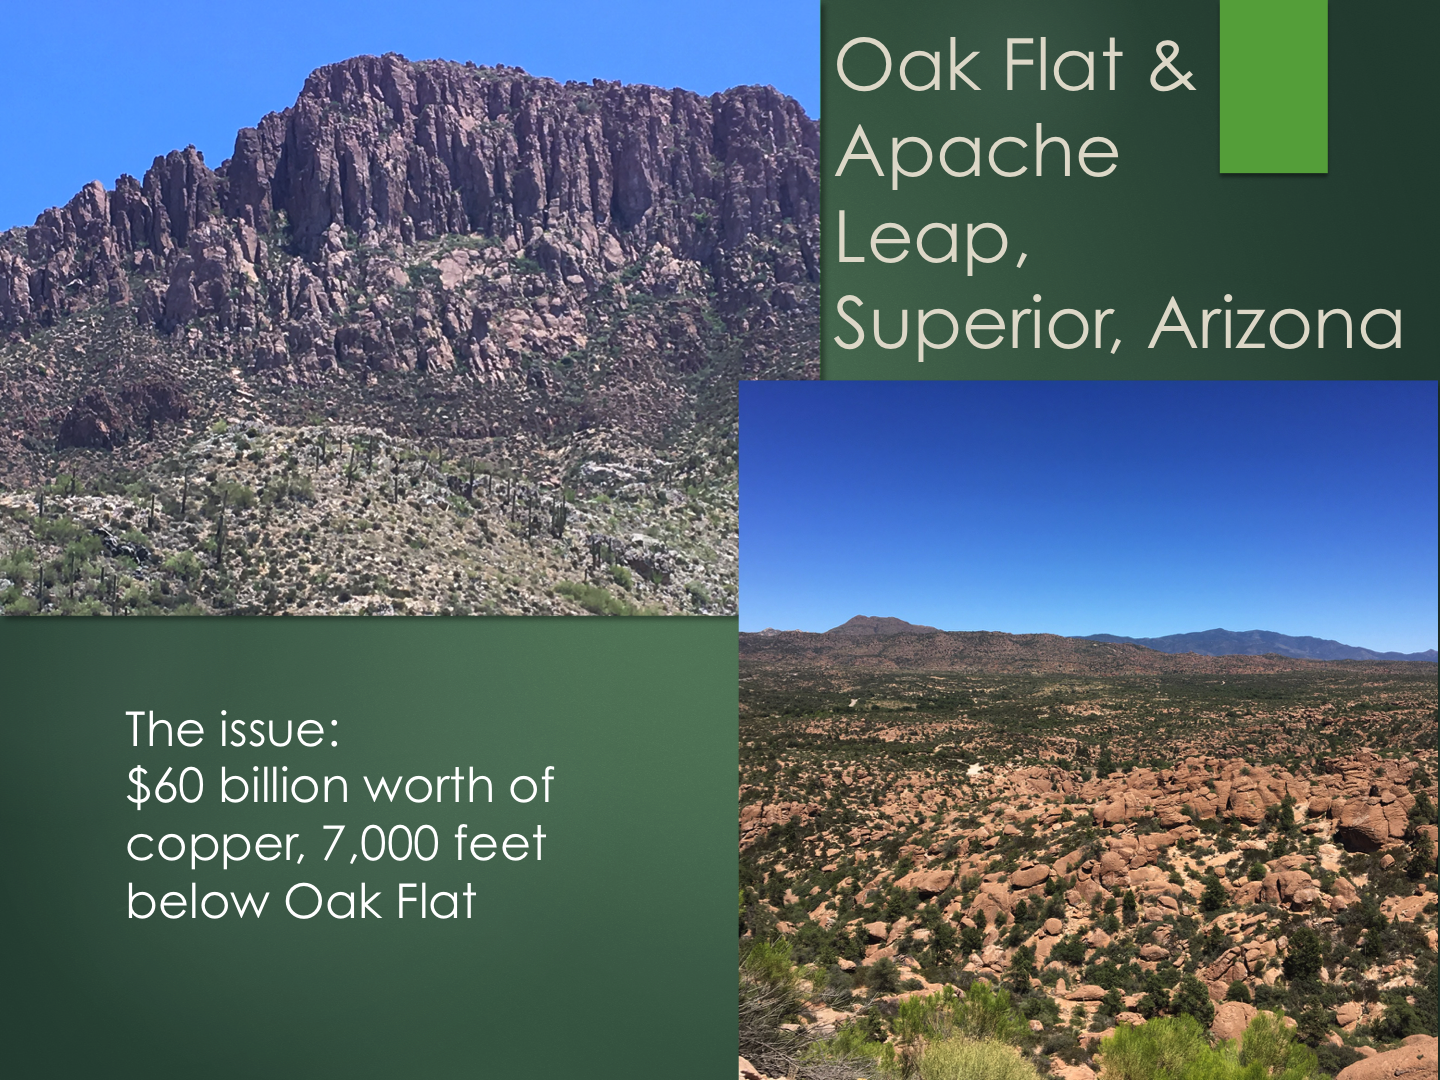 Oak Flat &
Apache
Leap,
Superior, Arizona
The issue:
$60 billion worth of
copper, 7,000 feet
below Oak Flat